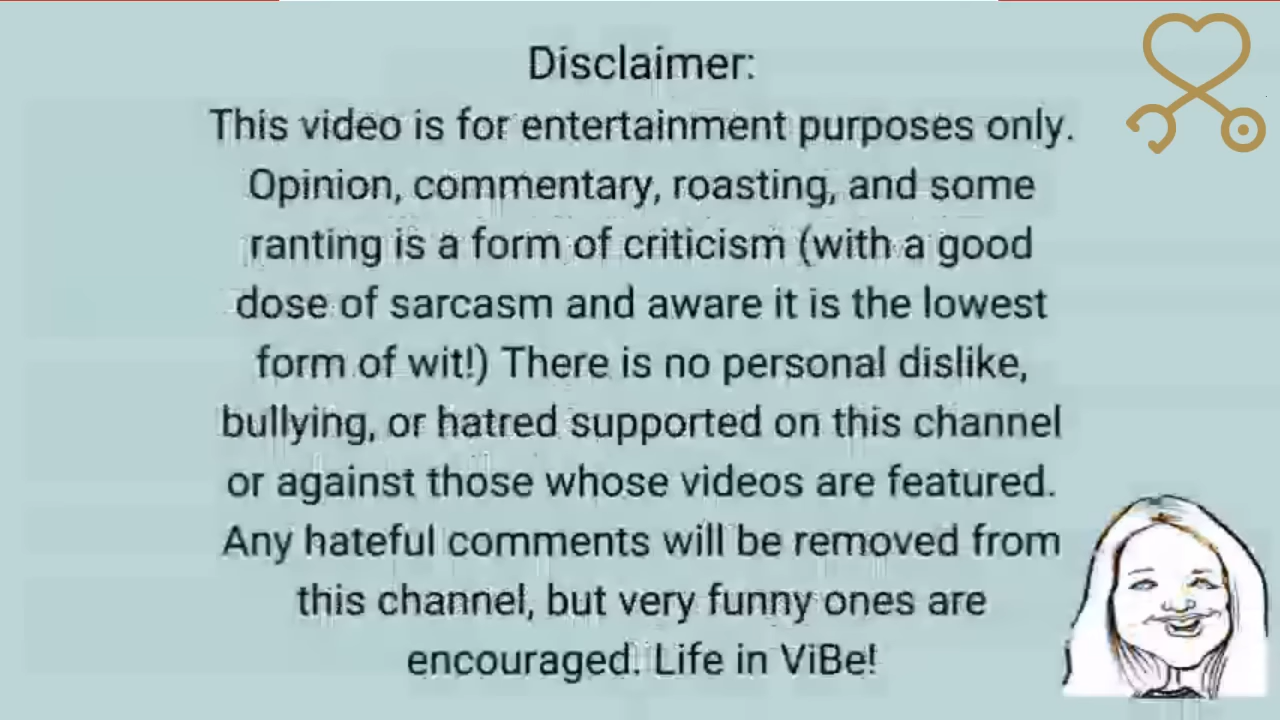 Disclaimer:
This video is for entertainment purposes only.
Opinion, commentary, roasting, and some
ranting is a form of criticism (with a good
dose of sarcasm and aware it is the lowest
form of wit!) There is no personal dislike,
bullying, or hatred supported on this channel
or against those whose videos are featured.
Any hateful comments will be removed from
this channel, but very funny ones are
encouraged. Life in ViBe!